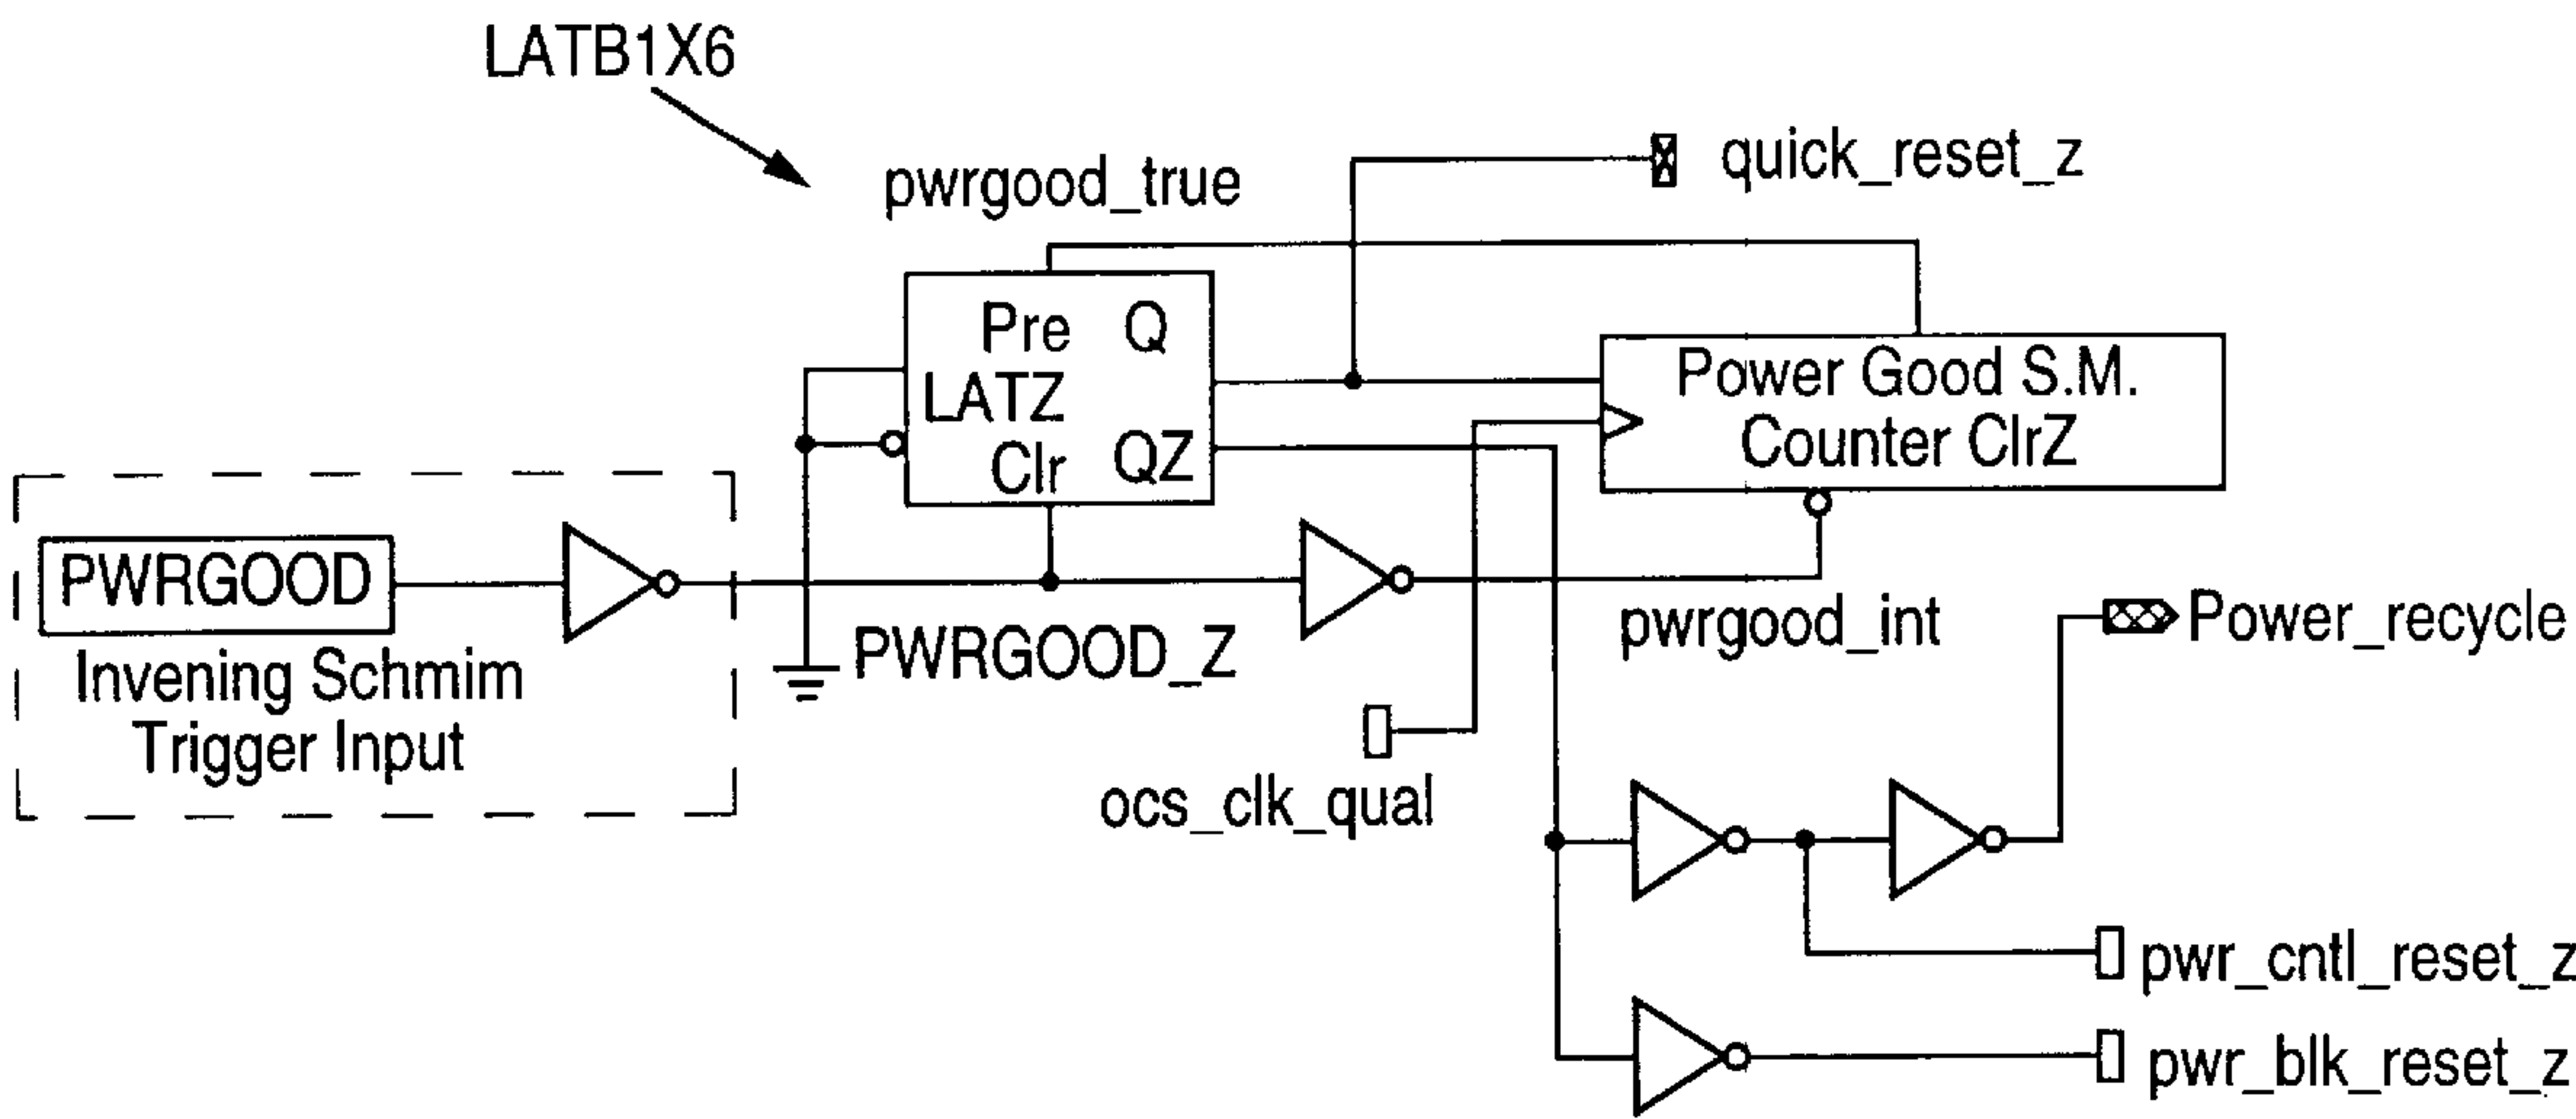 LATB1X6
pwrgood_true
quick_reset_z
Pre Q
LATZ
Clr QZ
Power Good S.M.
Counter ClrZ
PWRGOOD
Invening Schmim
Trigger Input
PWRGOOD_Z
pwrgood_int
Power_recycle
ocs_clk_qual
pwr_cntl_reset_z
pwr_blk_reset_z